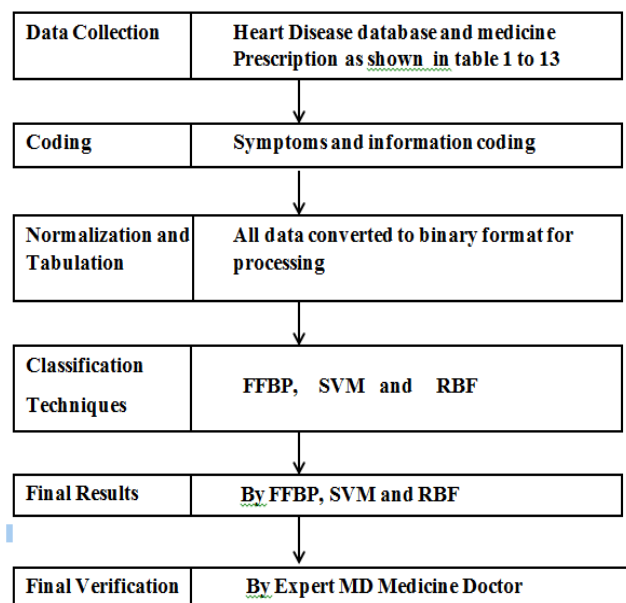 Data Collection Heart Disease database and medicine
Prescription as shown in table 1 to 13
Coding Symptoms and information coding
Normalization and All data converted to binary format for
Tabulation processing
Classification
Techniques
FFBP, SVM and RBF
Final Results By FFBP, SVM and RBF
Final Verification By Expert MD Medicine Doctor